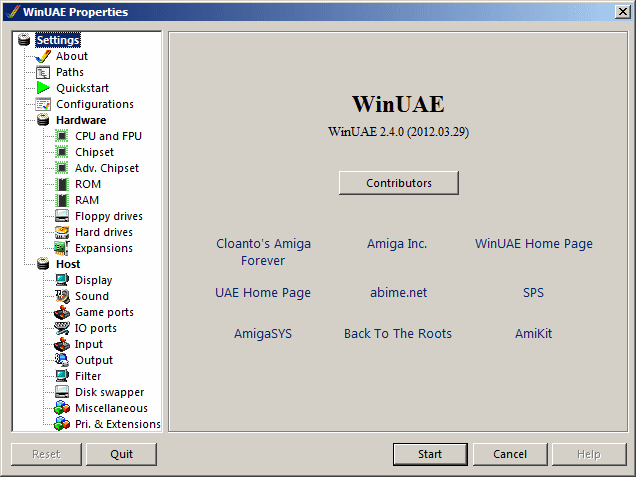 WinUAE Properties
Settings
About
Paths
Quickstart
Configurations
Hardware
CPU and FPU
Chipset
Adv. Chipset
ROM
RAM
Floppy drives
Hard drives
Expansions
Host
Display
Sound
Game ports
IO ports
Input
Output
Filter
Disk swapper
Miscellaneous
Pri. & Extensions
WinUAE
WinUAE 2.4.0 (2012.03.29)
Contributors
Cloanto's Amiga
Forever
Amiga Inc.
WinUAE Home Page
UAE Home Page
abime.net
SPS
AmigaSYS
Back To The Roots
AmiKit
Reset
Quit
Start
Cancel
Help